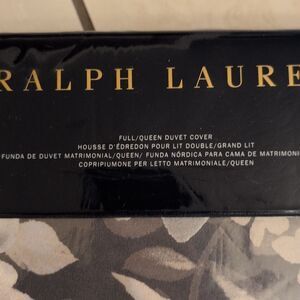 RALPH LAURE
FULL/QUEEN DUVET COVER
HOUSSE D'ÉDREDON POUR LIT DOUBLE/GRAND LIT
FUNDA DE DUVET MATRIMONIAL/QUEEN/ FUNDA NÓRDICA PARA CAMA DE MATRIMONI
COPRIPIUMONE PER LETTO MATRIMONIALE/QUEEN